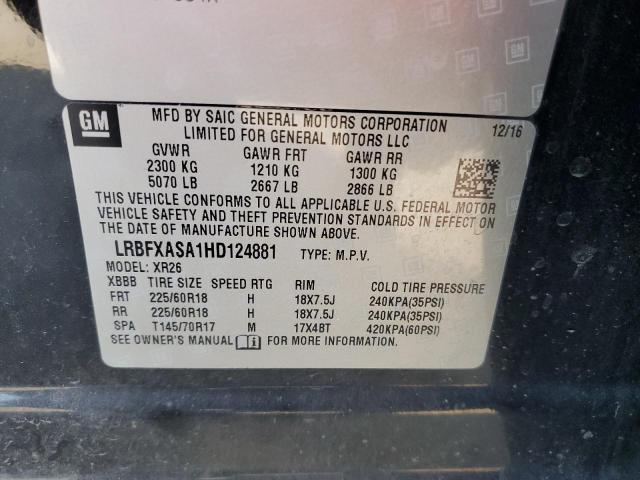 GM
MFD BY SAIC GENERAL MOTORS CORPORATION
LIMITED FOR GENERAL MOTORS LLC
12/16
GVWR GAWR FRT GAWR RR
2300 KG 1210 KG 1300 KG
5070 LB 2667 LB 2866 LB
THIS VEHICLE CONFORMS TO ALL APPLICABLE U.S. FEDERAL MOTOR
VEHICLE SAFETY AND THEFT PREVENTION STANDARDS IN EFFECT ON
THE DATE OF MANUFACTURE SHOWN ABOVE.
LRBFXASA1HD124881 TYPE: M.P.V.
MODEL: XR26
XBBB TIRE SIZE SPEED RTG RIM COLD TIRE PRESSURE
FRT 225/60R18 H 18X7.5J 240KPA(35PSI)
RR 225/60R18 H 18X7.5J 240KPA(35PSI)
SPA T145/70R17 M 17X4BT 420KPA(60PSI)
SEE OWNER'S MANUAL FOR MORE INFORMATION.